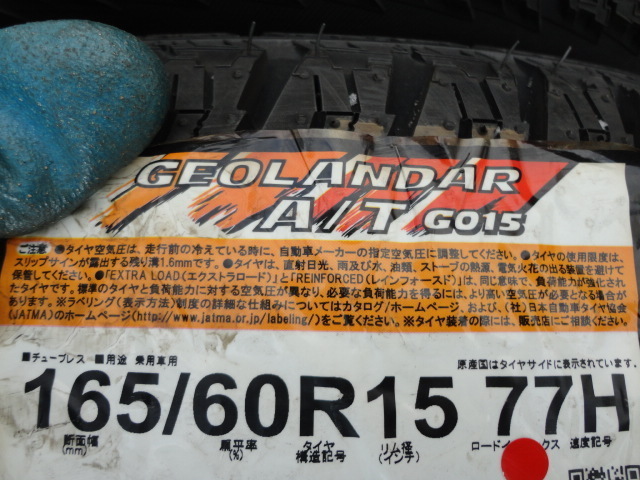 GEOLANDAR
A/T G015
ご注意 ●タイヤ空気圧は、走行前の冷えている時に、自動車メーカーの指定空気圧に調整してください。●タイヤの使用限度は、
スリップサインが露出する残り溝1.6mmです。●タイヤは、直射日光、雨及び水、油類、ストーブの熱源、電気火花の出る装置を避けて
保管してください。●「EXTRA LOAD(エクストラロード)」と「REINFORCED(レインフォースド)」は、同じ意味で、負荷能力が強化され
たタイヤです。標準のタイヤと負荷能力に対する空気圧が異なり、必要な負荷能力を得るには、より高い空気圧が必要となる場合が
あります。※ラベリング(表示方法)制度の詳細な仕組みについてはカタログ/ホームページ、および、(社)日本自動車タイヤ協会
(JATMA)のホームページ(http://www.jatma.or.jp/labeling/)をご覧ください。※タイヤ装着の際には、販売店にご相談ください。
■チューブレス ■用途 乗用車用
原産国はタイヤサイドに表示されています。
165/60R15 77H
断面幅 偏平率 タイヤ リム径 ロードイ クス 速度記号
(mm) (%) 構造記号 (インチ)